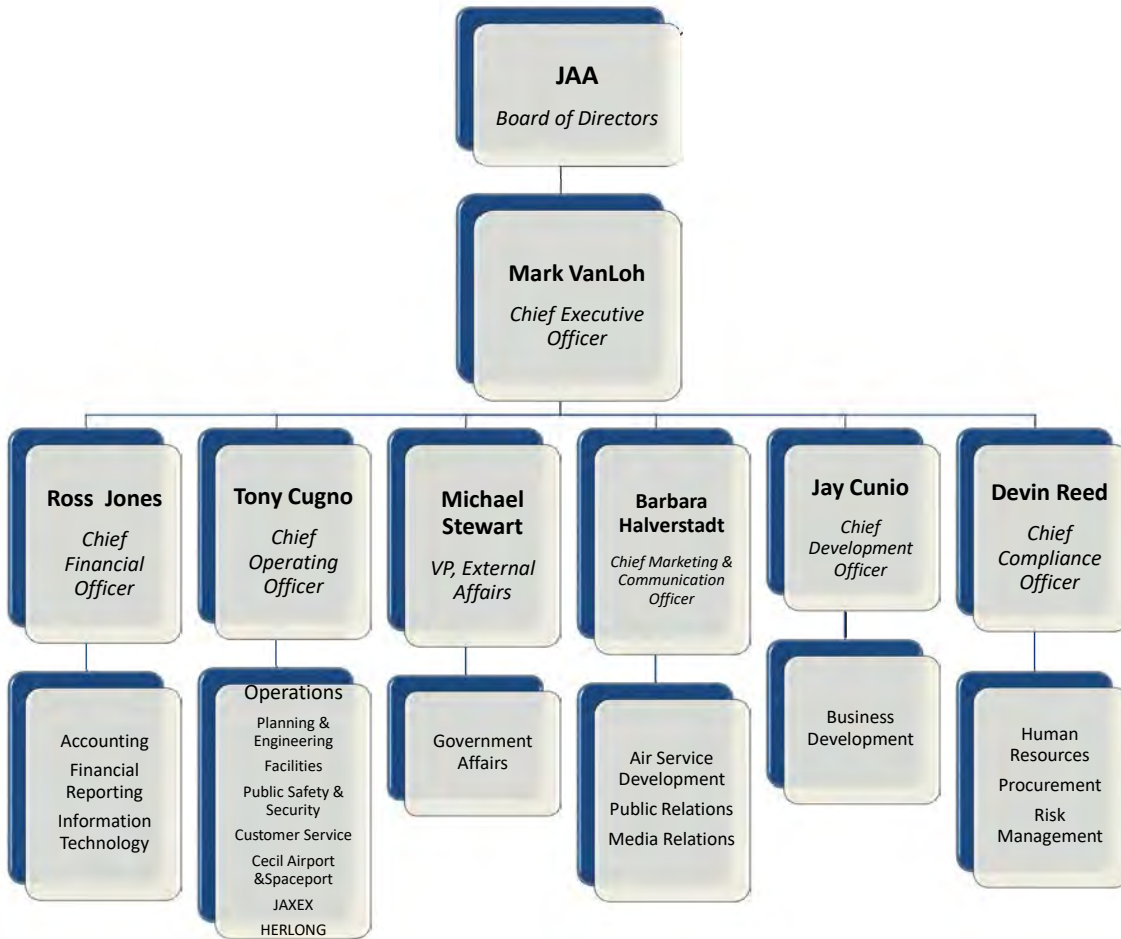 JAA
Board of Directors
Mark VanLoh
Chief Executive
Officer
Ross Jones
Chief
Financial
Officer
Tony Cugno
Chief
Operating
Officer
Michael
Stewart
VP, External
Affairs
Barbara
Halverstadt
Chief Marketing &
Communication
Officer
Jay Cunio
Chief
Development
Officer
Devin Reed
Chief
Compliance
Officer
Accounting
Financial
Reporting
Information
Technology
Operations
Planning &
Engineering
Facilities
Public Safety &
Security
Customer Service
Cecil Airport
&Spaceport
JAXEX
HERLONG
Government
Affairs
Air Service
Development
Public Relations
Media Relations
Business
Development
Human
Resources
Procurement
Risk
Management